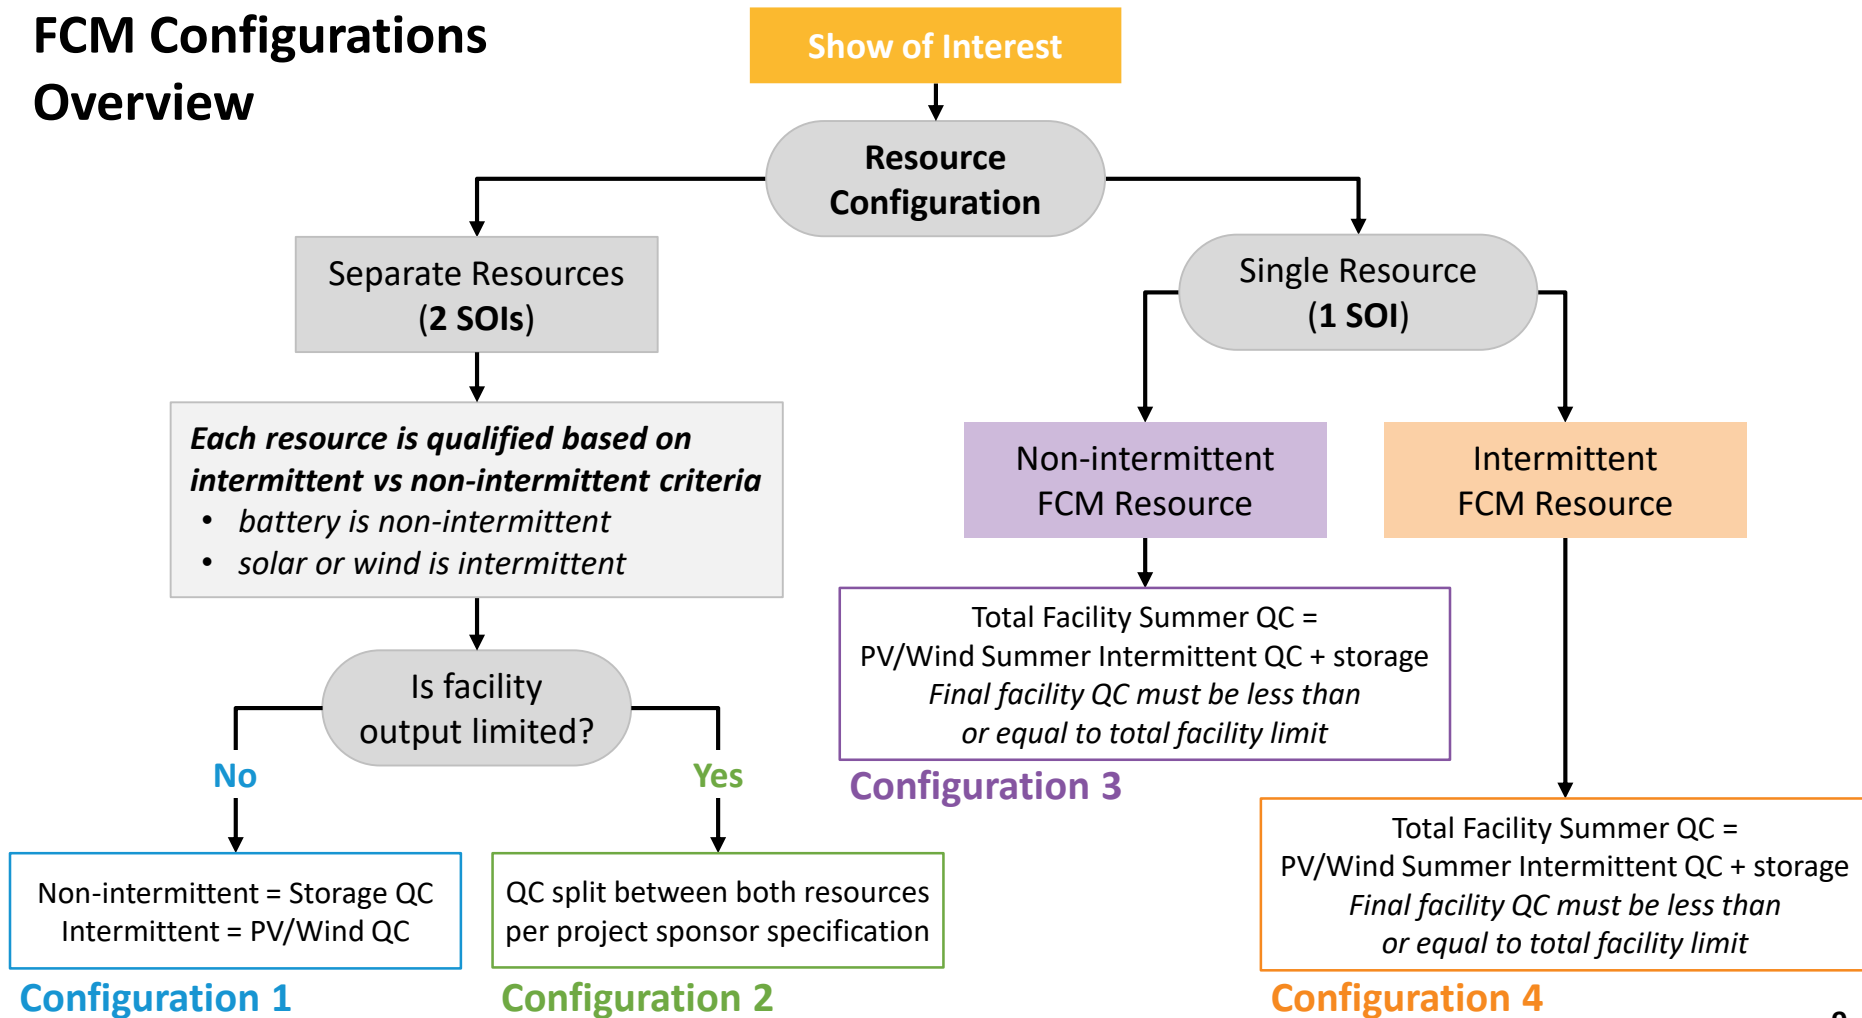 FCM Configurations
Overview
Show of Interest
Resource
Configuration
Separate Resources
(2 SOIs)
Single Resource
(1 SOI)
Each resource is qualified based on
intermittent vs non-intermittent criteria
• battery is non-intermittent
• solar or wind is intermittent
Non-intermittent
FCM Resource
Intermittent
FCM Resource
Is facility
output limited?
No
Yes
Total Facility Summer QC =
PV/Wind Summer Intermittent QC + storage
Final facility QC must be less than
or equal to total facility limit
Configuration 3
Non-intermittent = Storage QC
Intermittent = PV/Wind QC
Configuration 1
QC split between both resources
per project sponsor specification
Configuration 2
Total Facility Summer QC =
PV/Wind Summer Intermittent QC + storage
Final facility QC must be less than
or equal to total facility limit
Configuration 4